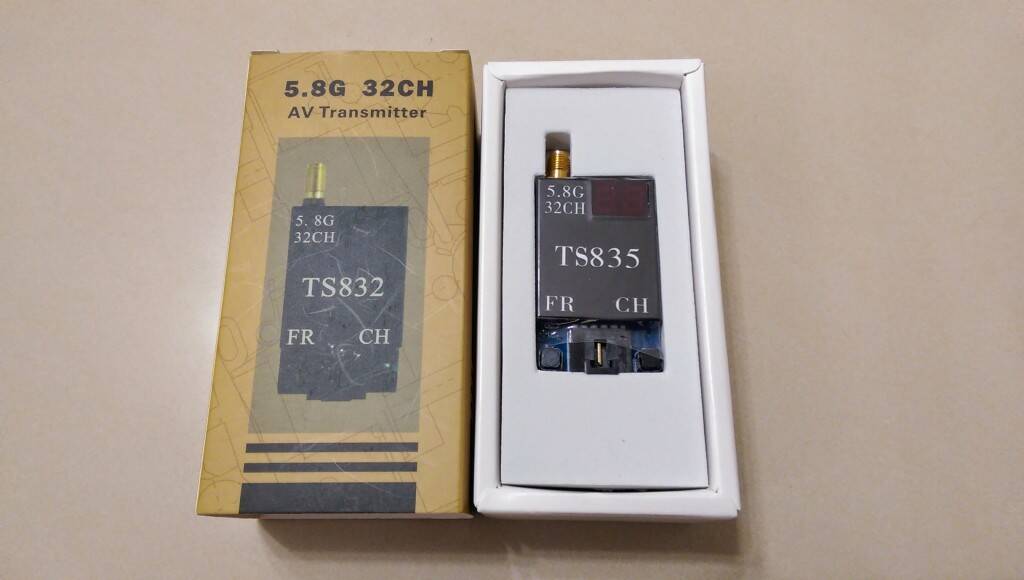 5.8G 32CH
AV Transmitter
5.8G
32CH
TS832
FR CH
5.8G
32CH
TS835
FR CH